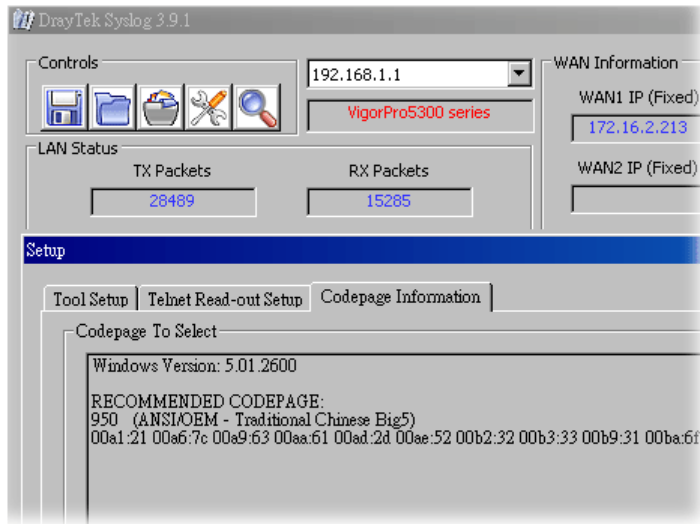 DrayTek Syslog 3.9.1
Controls
192.168.1.1
VigorPro5300 series
WAN Information
WAN1 IP (Fixed)
172.16.2.213
WAN2 IP (Fixed)
LAN Status
TX Packets
RX Packets
28489
15285
Setup
Tool Setup
Telnet Read-out Setup
Codepage Information
Codepage To Select
Windows Version: 5.01.2600
RECOMMENDED CODEPAGE:
950 (ANSI/OEM - Traditional Chinese Big5)
00a1:21 00a6:7c 00a9:63 00aa:61 00ad:2d 00ae:52 00b2:32 00b3:33 00b9:31 00ba:6f